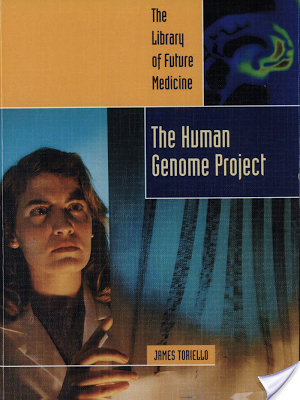 The
Library
of Future
Medicine
The Human
Genome Project
JAMES TORIELLO